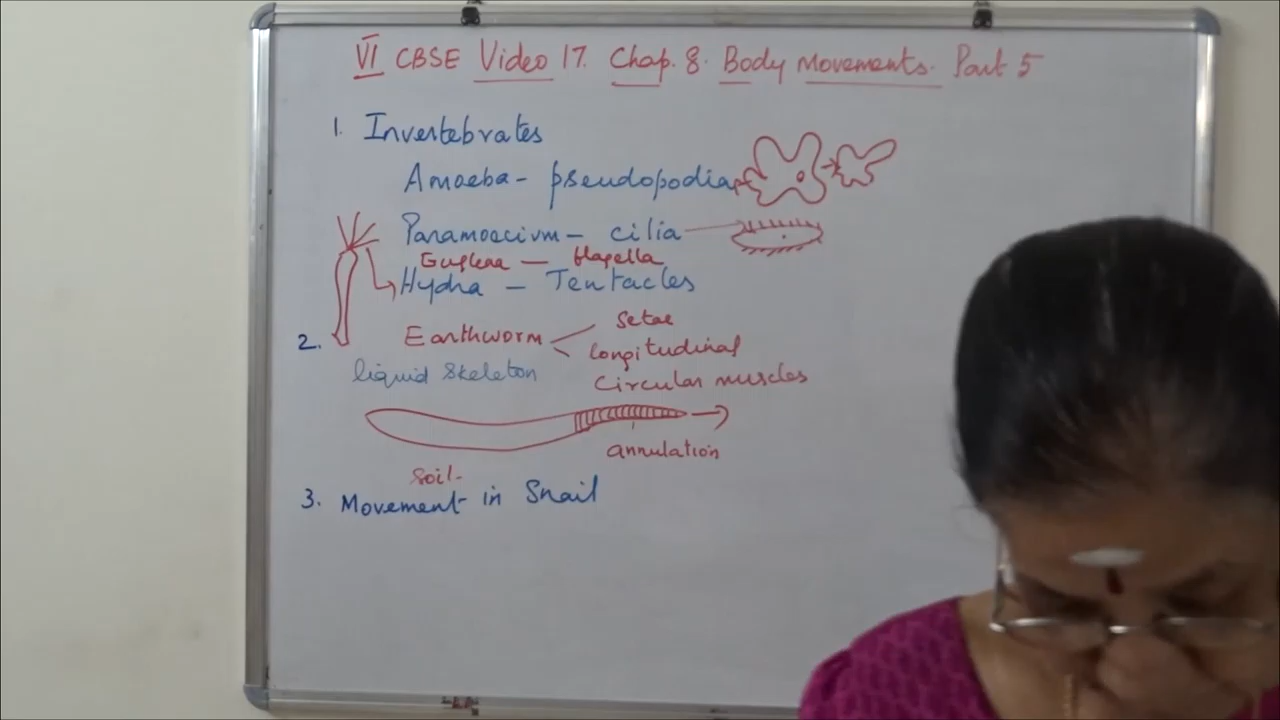 VI CBSE Video 17. Chap. 8. Body Movements. Part 5
1. Invertebrates
Amoeba - pseudopodia
Paramoecium - cilia
— flagella
Hydra - Tentacles
2. Earthworm
Setae
longitudinal
Circular muscles
liquid skeleton
annulation
Soil.
3. Movement in Snail